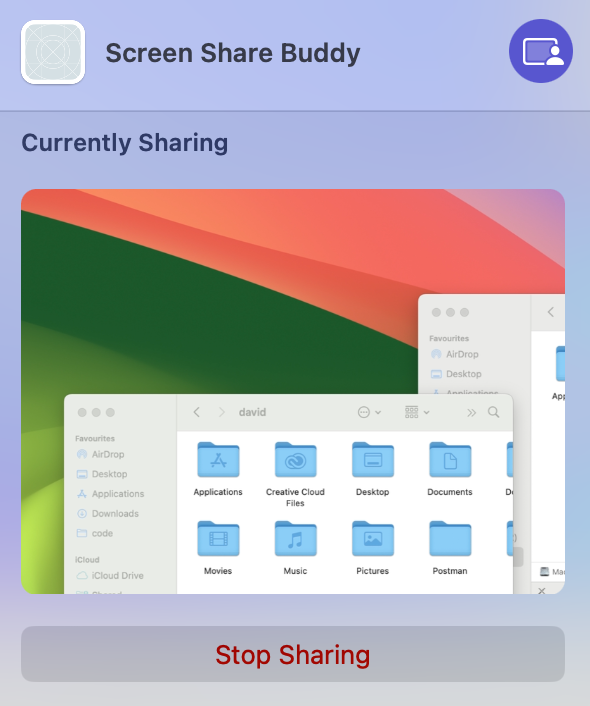 Screen Share Buddy
Currently Sharing
Favourites
AirDrop
Desktop
Applications
david
Favourites
AirDrop
Desktop
Applications
Downloads
code
iCloud
iCloud Drive
Applications
Creative Cloud
Files
Desktop
Documents
Movies
Music
Pictures
Postman
Stop Sharing